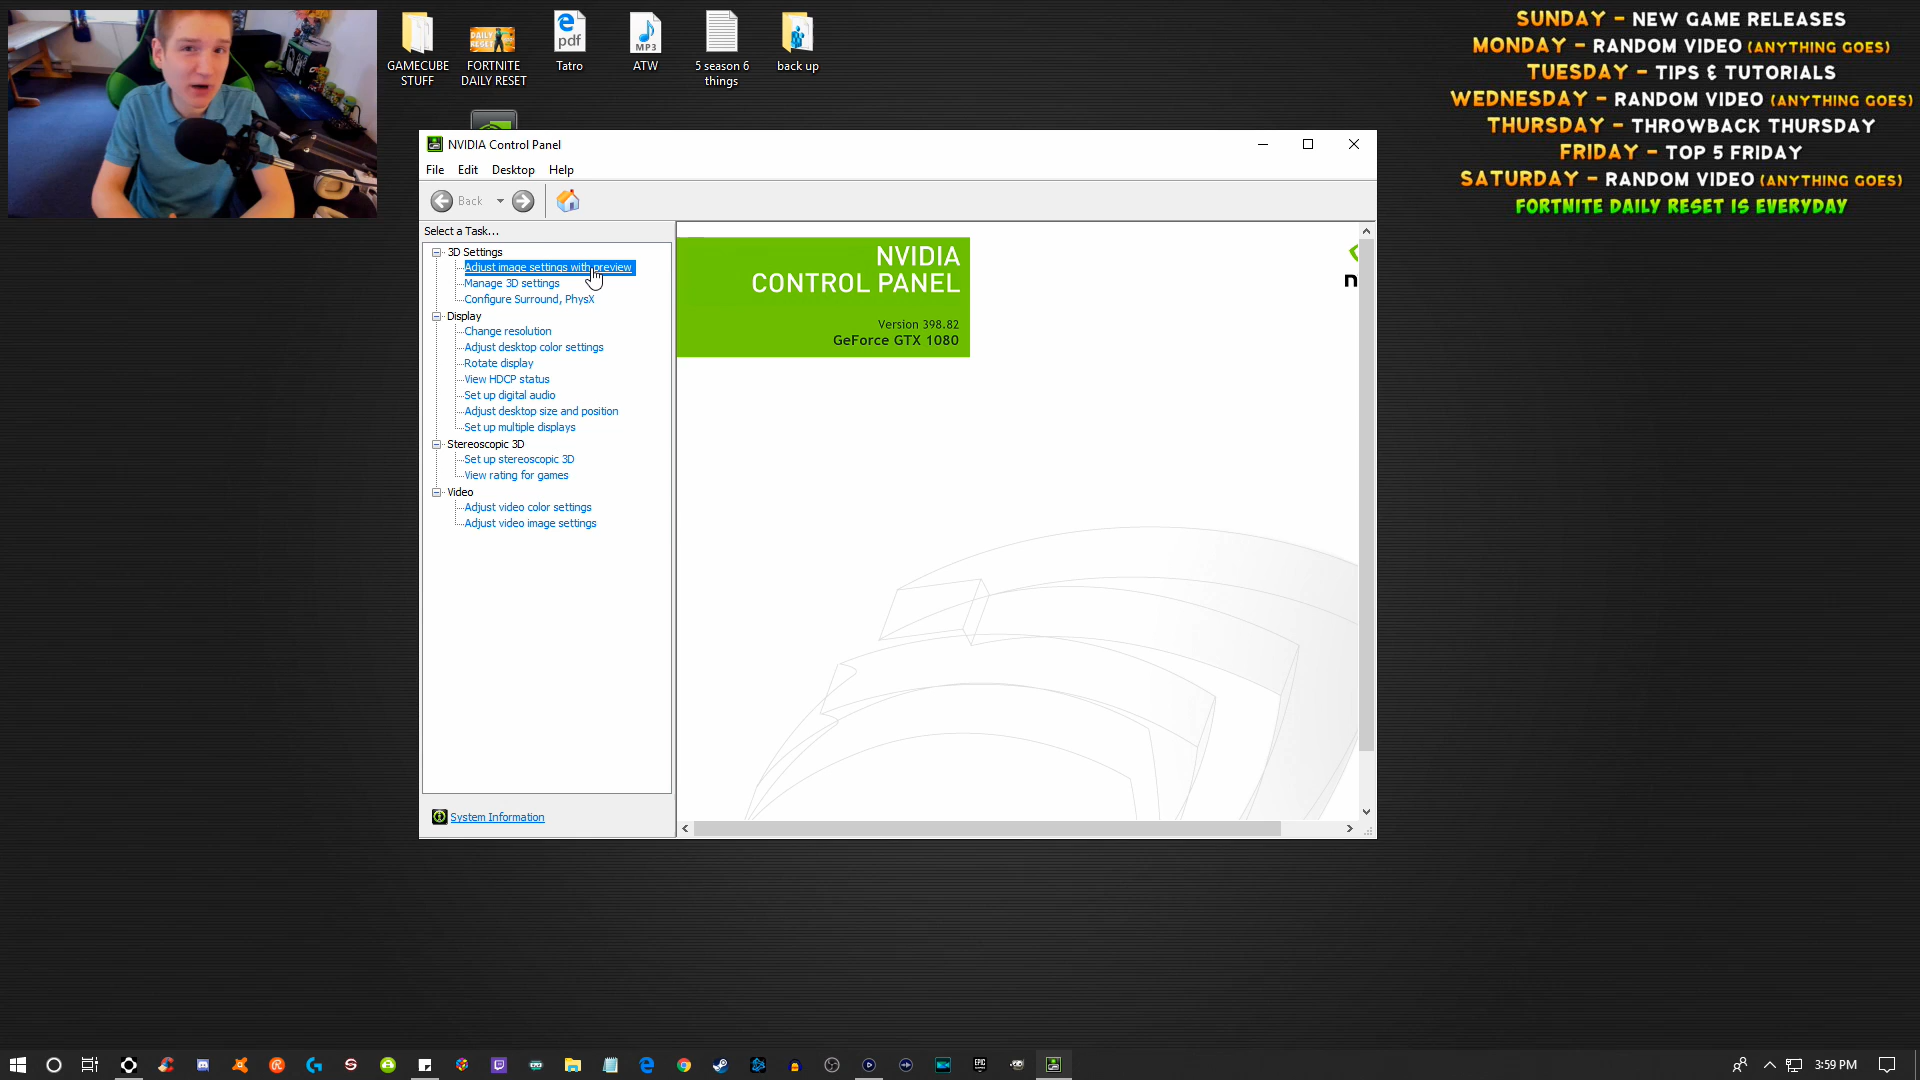 GAMECUBE
STUFF
DAILY
RESET
FORTNITE
DAILY RESET
pdf
Tatro
MP3
ATW
5 season 6
things
back up
SUNDAY - NEW GAME RELEASES
MONDAY - RANDOM VIDEO (ANYTHING GOES)
TUESDAY - TIPS & TUTORIALS
WEDNESDAY - RANDOM VIDEO (ANYTHING GOES)
THURSDAY - THROWBACK THURSDAY
FRIDAY - TOP 5 FRIDAY
SATURDAY - RANDOM VIDEO (ANYTHING GOES)
FORTNITE DAILY RESET IS EVERYDAY
NVIDIA Control Panel
File Edit Desktop Help
Back
Select a Task...
3D Settings
Adjust image settings with preview
Manage 3D settings
Configure Surround, PhysX
Display
Change resolution
Adjust desktop color settings
Rotate display
View HDCP status
Set up digital audio
Adjust desktop size and position
Set up multiple displays
Stereoscopic 3D
Set up stereoscopic 3D
View rating for games
Video
Adjust video color settings
Adjust video image settings
System Information
NVIDIA
CONTROL PANEL
Version 398.82
GeForce GTX 1080
n
EPIC
3:59 PM